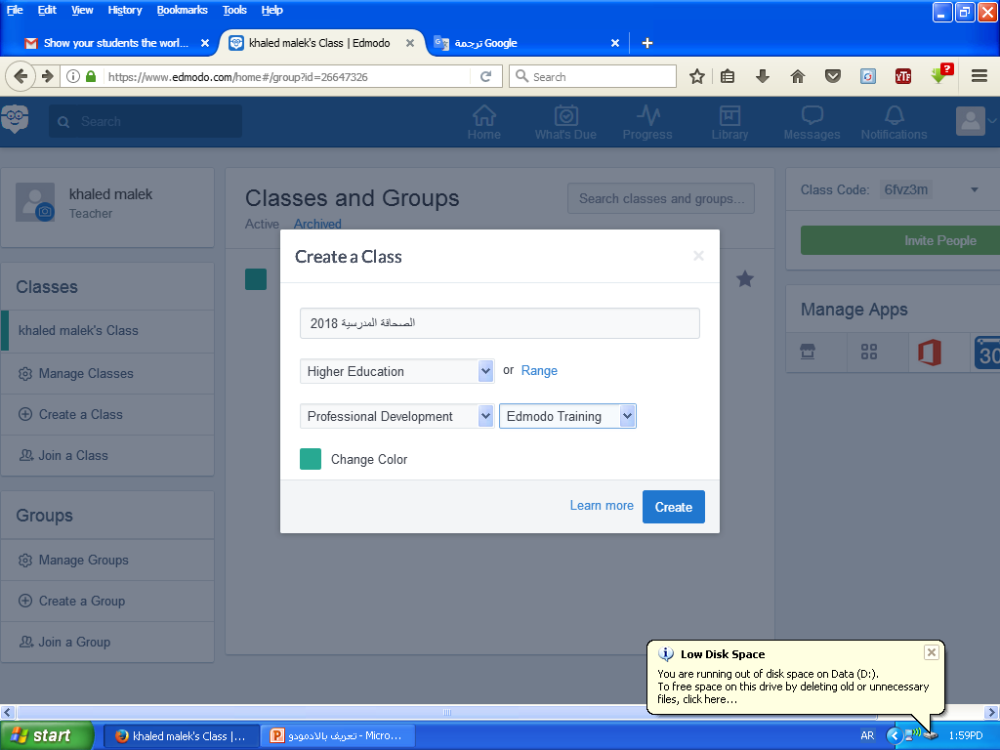 File Edit View History Bookmarks Tools Help
Show your students the worl...
khaled malek's Class | Edmodo
ترجمة Google
https://www.edmodo.com/home#/group?id=26647326
Search
YTF
?
Search
Home
What's Due
Progress
Library
Messages
Notifications
khaled malek
Teacher
Classes
khaled malek's Class
Manage Classes
Create a Class
Join a Class
Groups
Manage Groups
Create a Group
Join a Group
Classes and Groups
Search classes and groups...
Active Archived
Create a Class
الصحافة المدرسية 2018
Higher Education or Range
Professional Development Edmodo Training
Change Color
Learn more Create
Class Code: 6fvz3m
Invite People
Manage Apps
30
Low Disk Space
You are running out of disk space on Data (D:).
To free space on this drive by deleting old or unnecessary
files, click here...
start
khaled malek's Class |...
تعريف بالادمودو - Micro...
AR
1:59PD